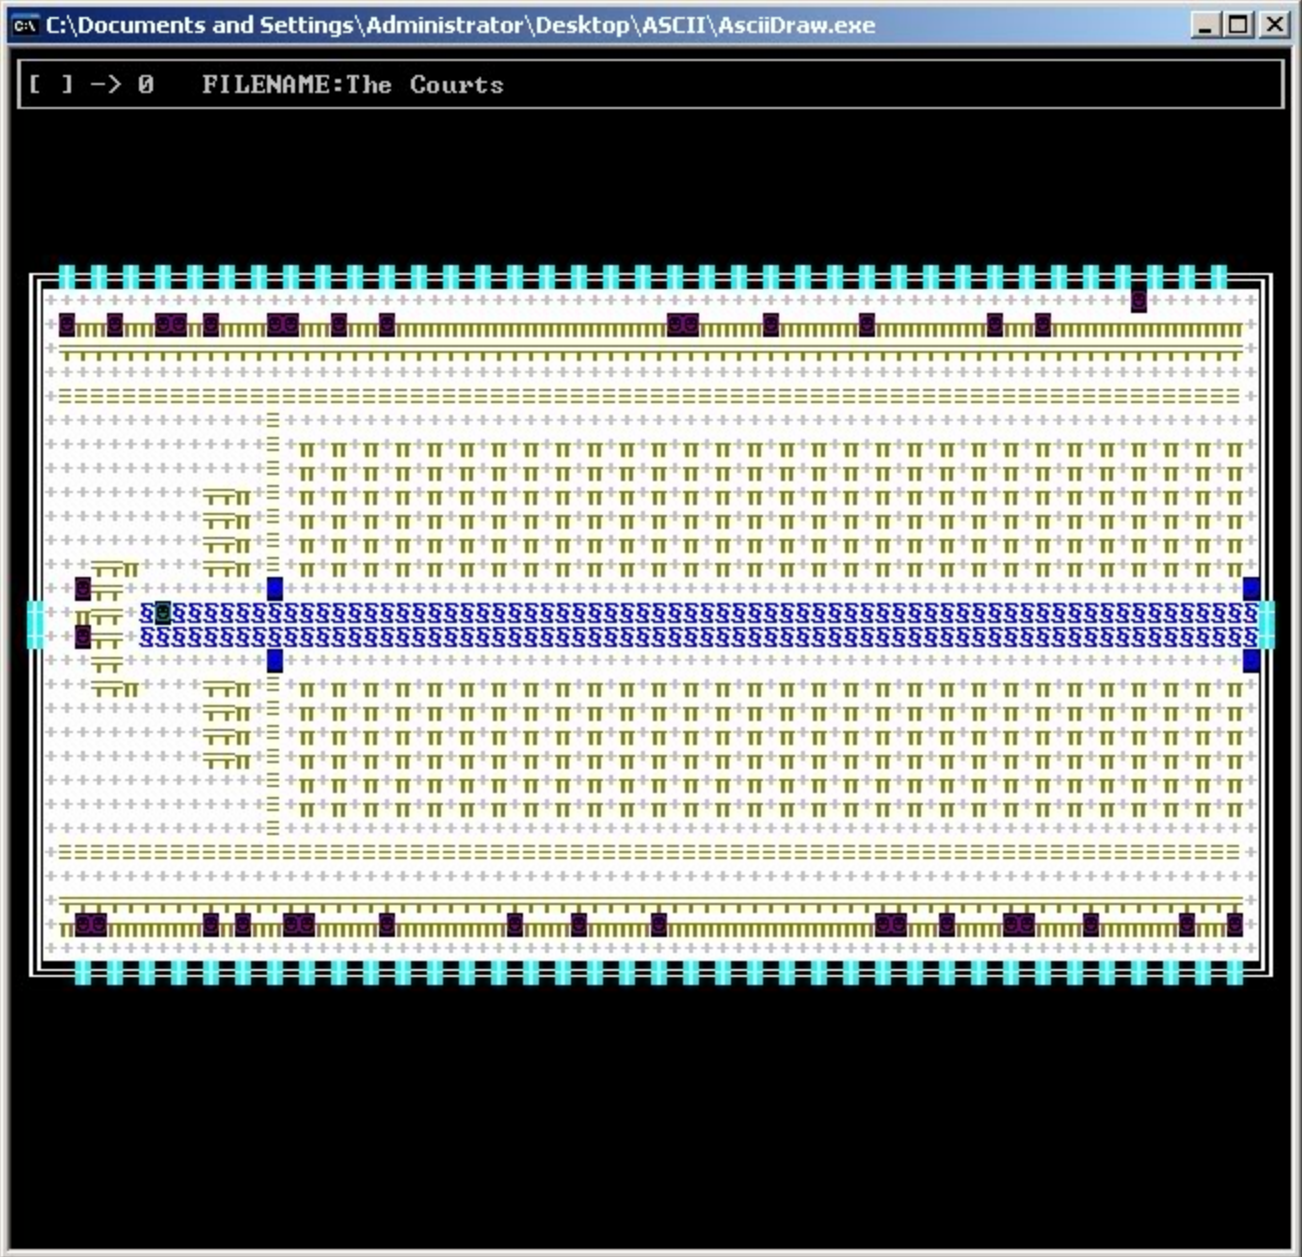 C:\Documents and Settings\Administrator\Desktop\ASCII\AsciiDraw.exe
[ ] -> 0 FILENAME:The Courts